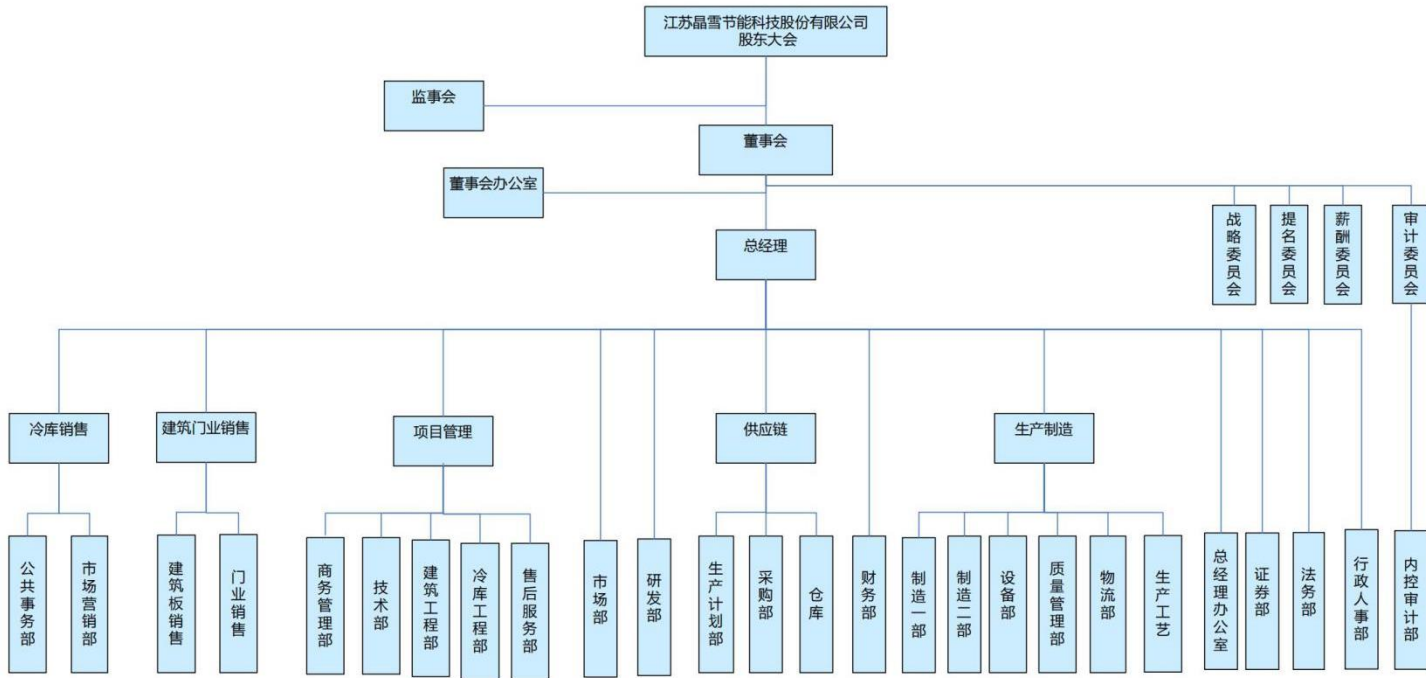 江苏晶雪节能科技股份有限公司
股东大会
监事会
董事会
董事会办公室
战略委员会
提名委员会
薪酬委员会
审计委员会
总经理
冷库销售
建筑门业销售
项目管理
供应链
生产制造
公共事务部
市场营销部
建筑板销售
门业销售
商务管理部
技术部
建筑工程部
冷库工程部
售后服务部
市场部
研发部
生产计划部
采购部
仓库
财务部
制造一部
制造二部
设备部
质量管理部
物流部
生产工艺
总经理办公室
证券部
法务部
行政人事部
内控审计部